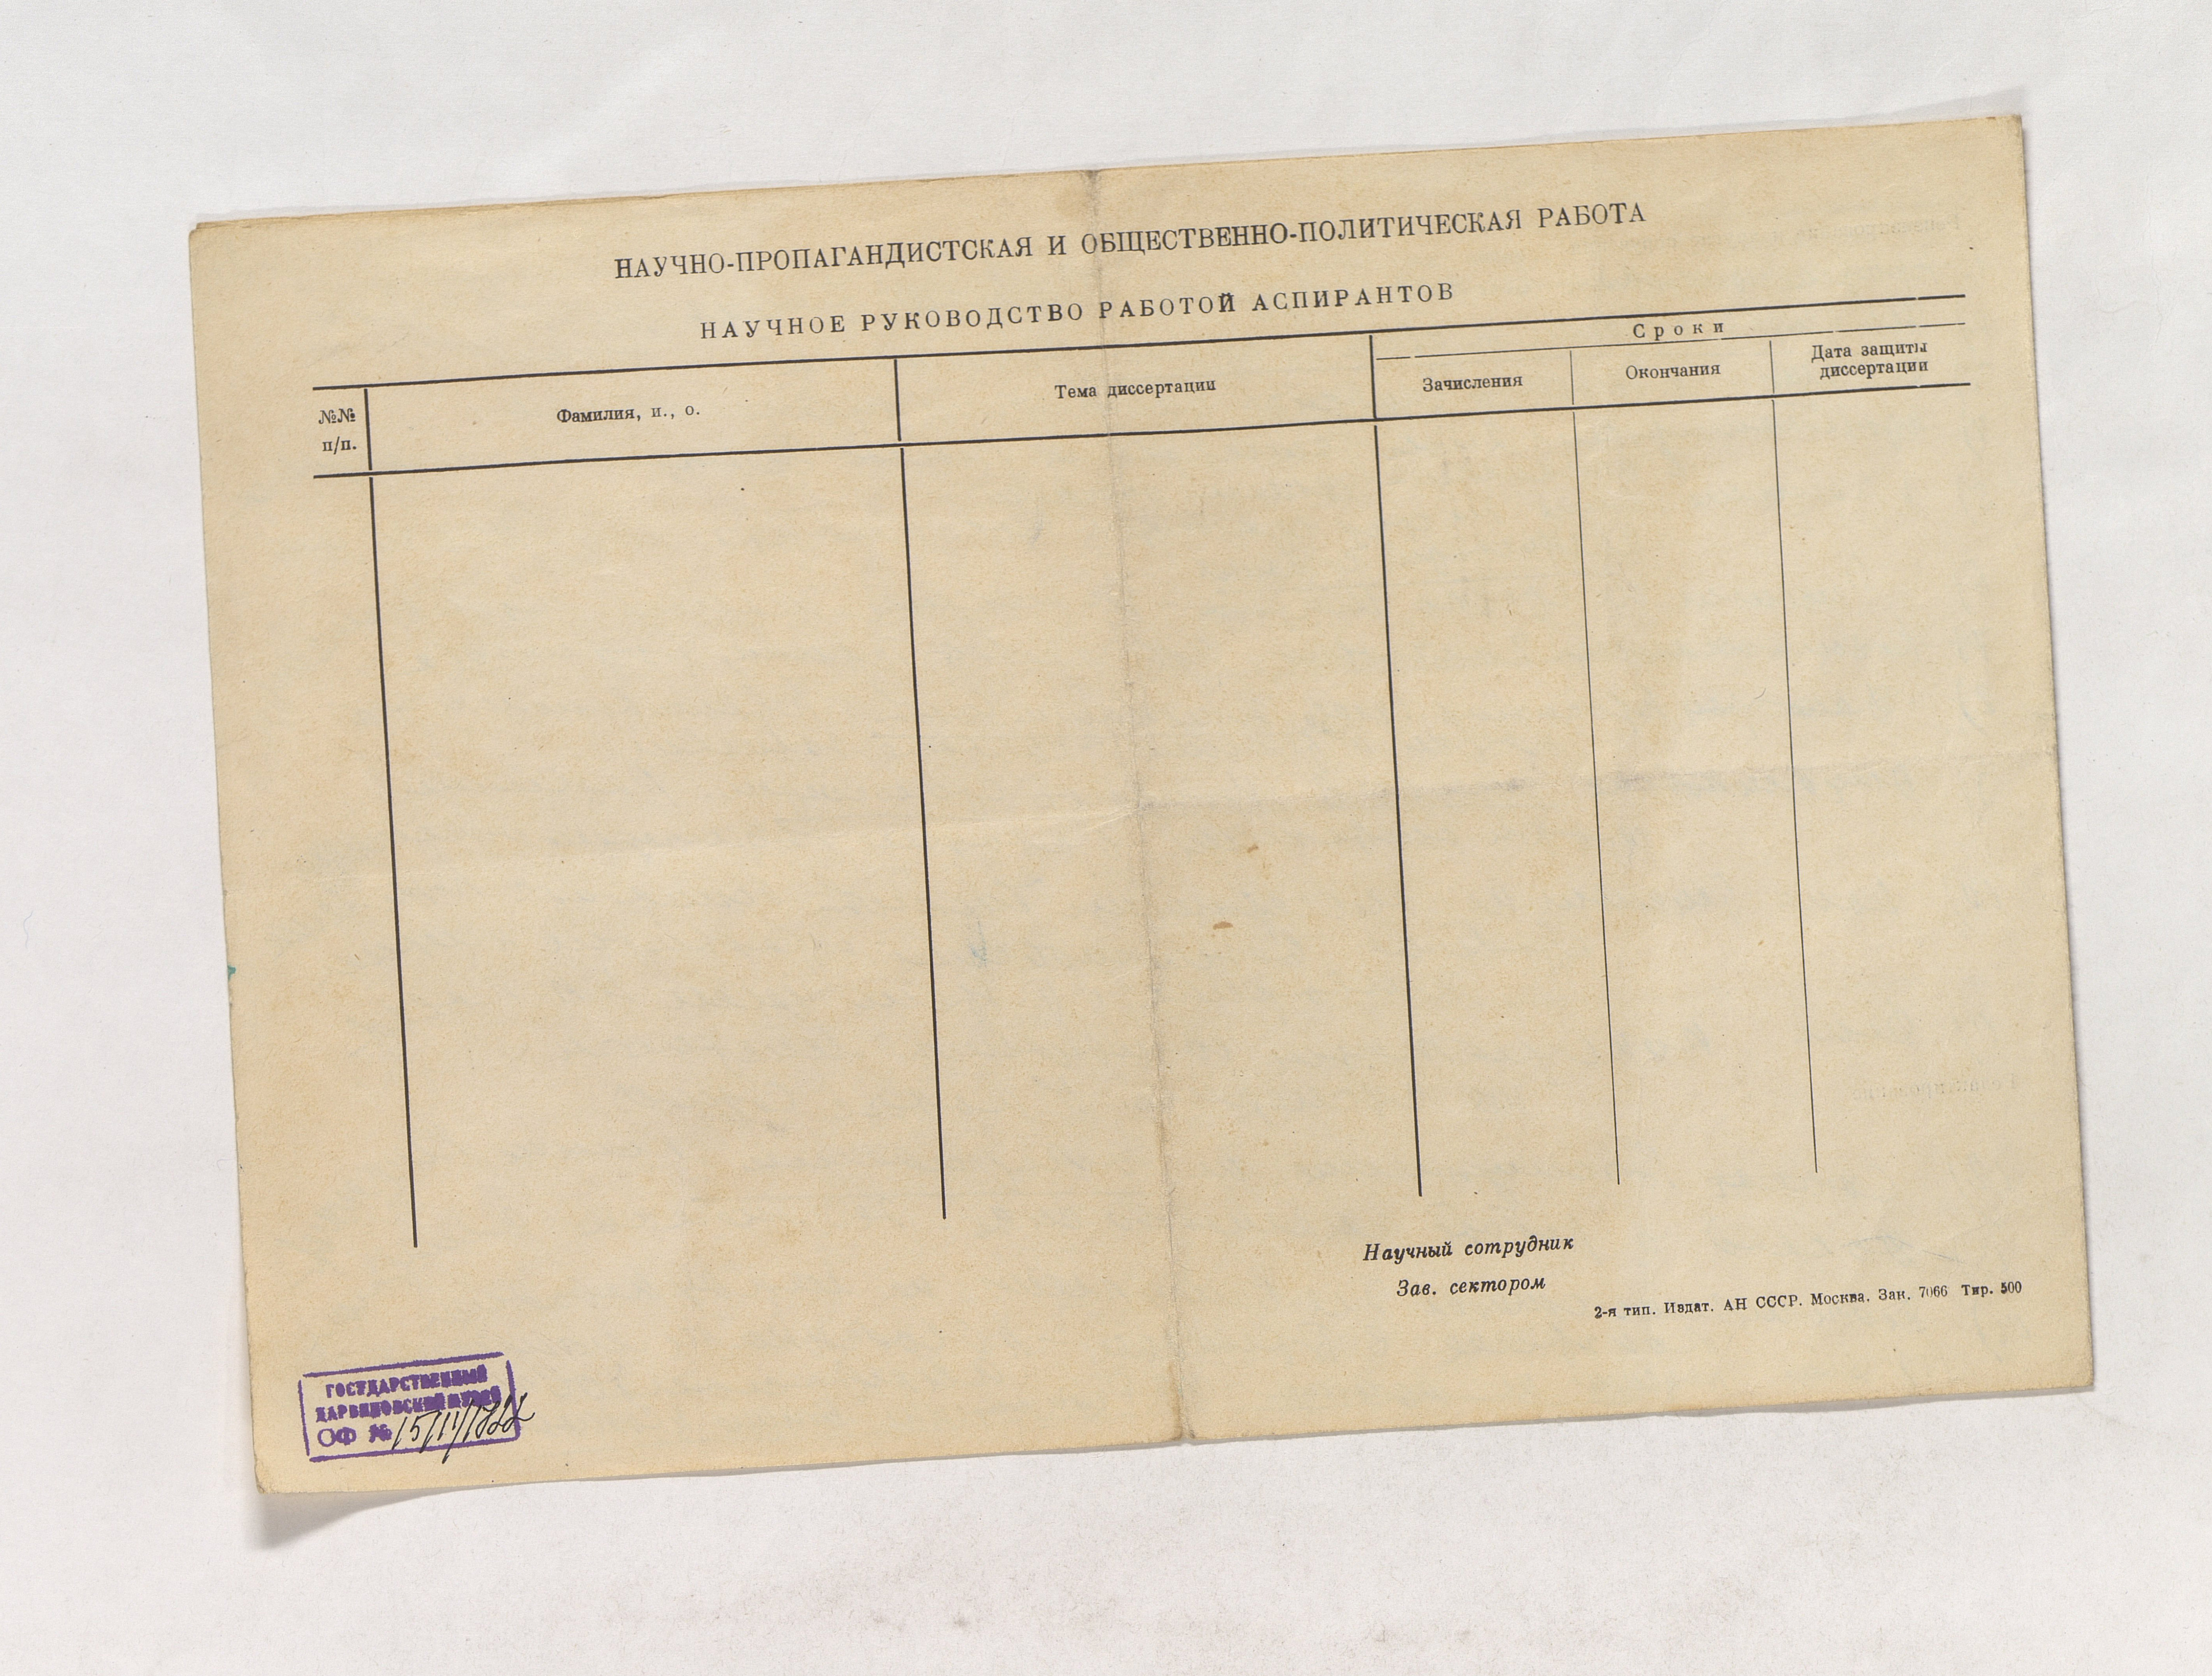 НАУЧНО-ПРОПАГАНДИСТСКАЯ И ОБЩЕСТВЕННО-ПОЛИТИЧЕСКАЯ РАБОТА
НАУЧНОЕ РУКОВОДСТВО РАБОТОЙ АСПИРАНТОВ
№№
п/п.
Фамилия, и., о.
Тема диссертации
Сроки
Зачисления
Окончания
Дата защиты
диссертации
Научный сотрудник
Зав. сектором
2-я тип. Издат. АН СССР. Москва. Зак. 7066 Тир. 500
ГОСУДАРСТВЕННЫЙ
ДАРВИНОВСКИЙ МУЗЕЙ
ОФ №